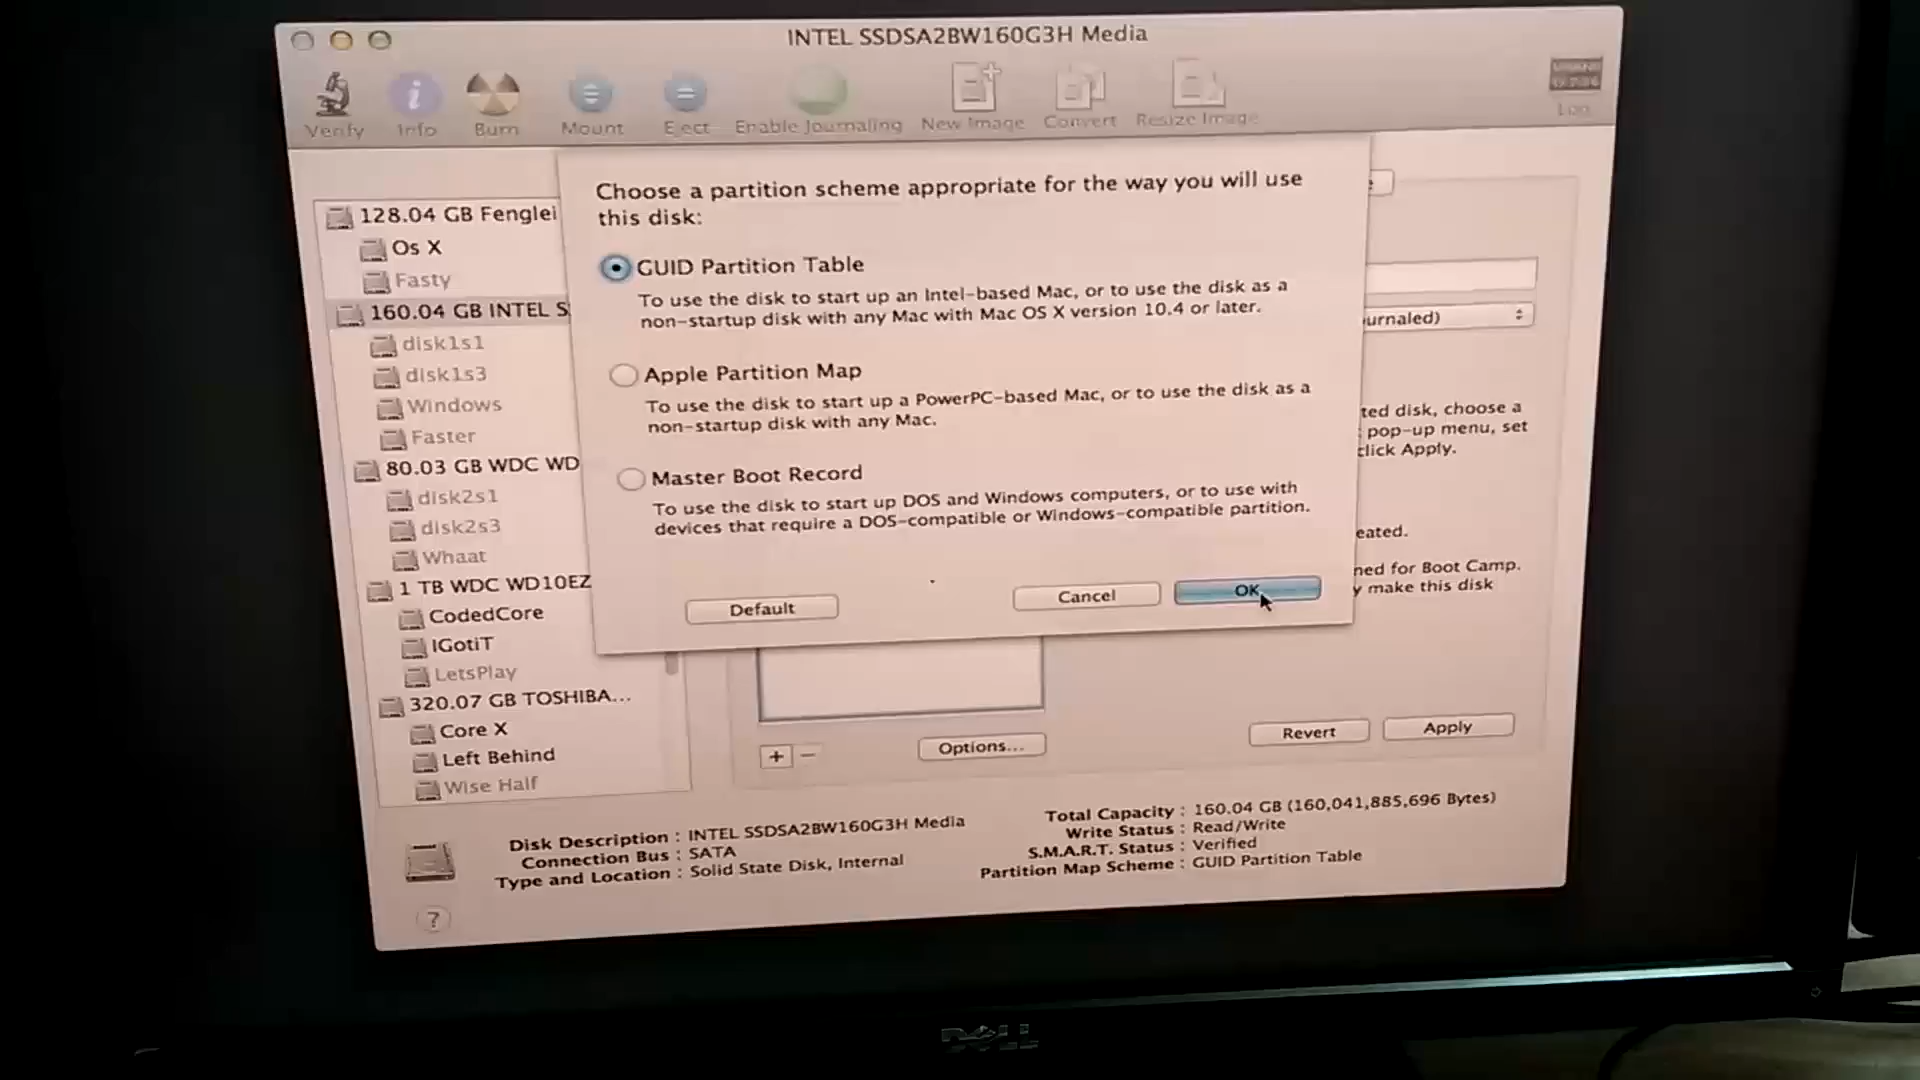 INTEL SSDSA2BW160G3H Media
Verify Info Burn Mount Eject Enable Journaling New Image Convert Resize Image Log
Choose a partition scheme appropriate for the way you will use
this disk:
GUID Partition Table
To use the disk to start up an Intel-based Mac, or to use the disk as a
non-startup disk with any Mac with Mac OS X version 10.4 or later.
Apple Partition Map
To use the disk to start up a PowerPC-based Mac, or to use the disk as a
non-startup disk with any Mac.
Master Boot Record
To use the disk to start up DOS and Windows computers, or to use with
devices that require a DOS-compatible or Windows-compatible partition.
Default Cancel OK
128.04 GB Fenglei
Os X
Fasty
160.04 GB INTEL S
disk1s1
disk1s3
Windows
Faster
80.03 GB WDC WD
disk2s1
disk2s3
Whaat
1 TB WDC WD10EZ
CodedCore
IGotiT
LetsPlay
320.07 GB TOSHIBA...
Core X
Left Behind
Wise Half
urnaled)
ted disk, choose a
pop-up menu, set
click Apply.
eated.
ned for Boot Camp.
y make this disk
+ − Options... Revert Apply
Disk Description : INTEL SSDSA2BW160G3H Media
Connection Bus : SATA
Type and Location : Solid State Disk, Internal
Total Capacity : 160.04 GB (160,041,885,696 Bytes)
Write Status : Read/Write
S.M.A.R.T. Status : Verified
Partition Map Scheme : GUID Partition Table
?
DELL